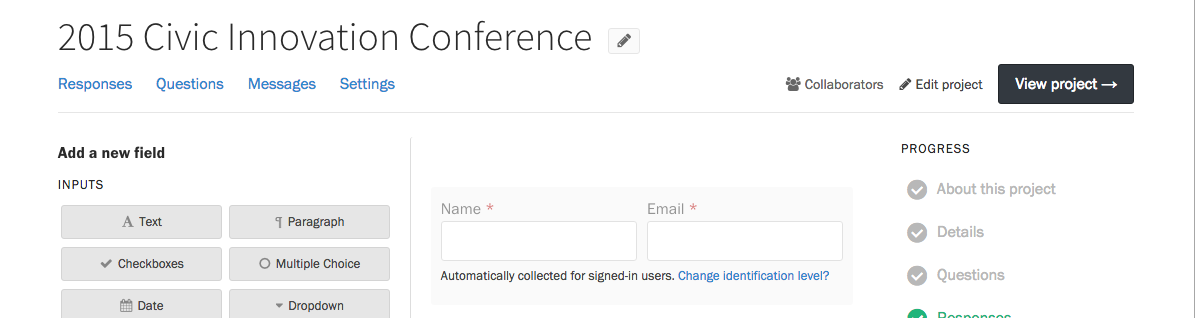 2015 Civic Innovation Conference
Responses Questions Messages Settings
Collaborators Edit project View project →
Add a new field
INPUTS
Text Paragraph
Checkboxes Multiple Choice
Date Dropdown
Name * Email *
Automatically collected for signed-in users. Change identification level?
PROGRESS
About this project
Details
Questions
Responses